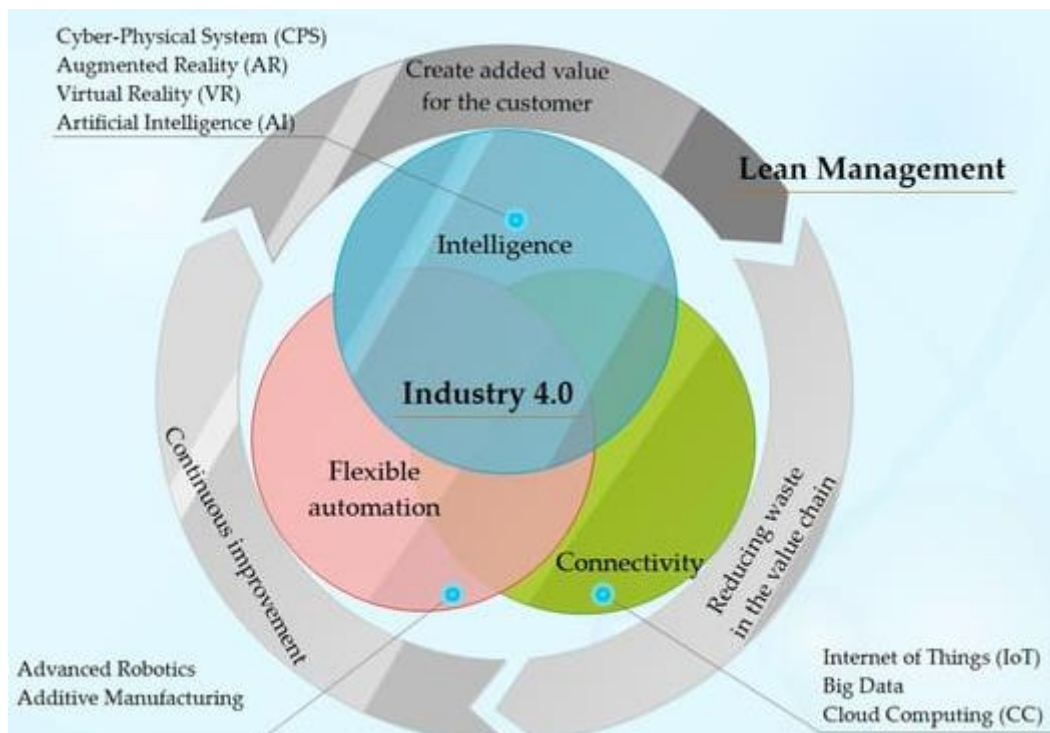 Cyber-Physical System (CPS)
Augmented Reality (AR)
Virtual Reality (VR)
Artificial Intelligence (AI)
Create added value
for the customer
Lean Management
Intelligence
Industry 4.0
Flexible
automation
Connectivity
Continuous improvement
Reducing waste
in the value chain
Advanced Robotics
Additive Manufacturing
Internet of Things (IoT)
Big Data
Cloud Computing (CC)